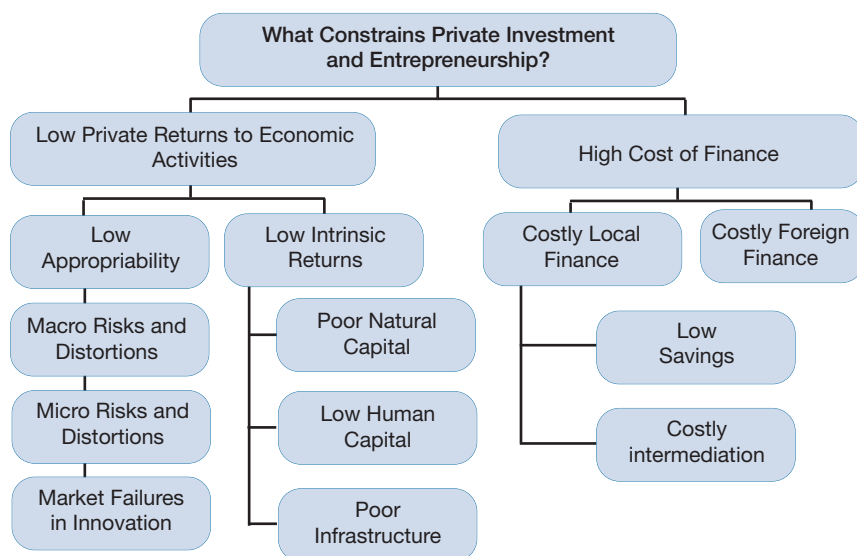 What Constrains Private Investment
and Entrepreneurship?
Low Private Returns to Economic
Activities
High Cost of Finance
Low
Appropriability
Low Intrinsic
Returns
Costly Local
Finance
Costly Foreign
Finance
Macro Risks and
Distortions
Poor Natural
Capital
Low
Savings
Micro Risks and
Distortions
Low Human
Capital
Costly
intermediation
Market Failures
in Innovation
Poor
Infrastructure